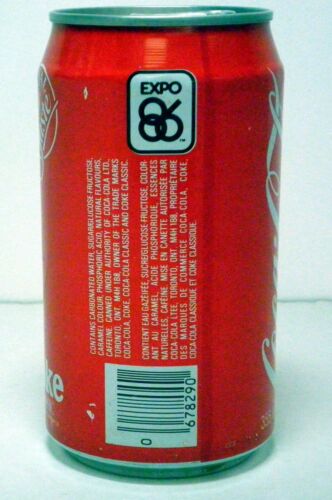 EXPO
86
TM
CONTAINS CARBONATED WATER, SUGAR/GLUCOSE-FRUCTOSE,
CARAMEL COLOUR, PHOSPHORIC ACID, NATURAL FLAVOURS,
CAFFEINE. CANNED UNDER AUTHORITY OF COCA-COLA LTD.,
TORONTO, ONT. M4H 1B8, OWNER OF THE TRADE MARKS
COCA-COLA, COKE, COCA-COLA CLASSIC AND COKE CLASSIC.
CONTIENT EAU GAZÉIFIÉE, SUCRE/GLUCOSE-FRUCTOSE, COLOR-
ANT AU CARAMEL, ACIDE PHOSPHORIQUE, ESSENCES
NATURELLES, CAFÉINE. MISE EN CANETTE AUTORISÉE PAR
COCA-COLA LTÉE, TORONTO, ONT. M4H 1B8, PROPRIÉTAIRE
DES MARQUES DE COMMERCE COCA-COLA, COKE,
COCA-COLA CLASSIQUE ET COKE CLASSIQUE.
0 678290
ke